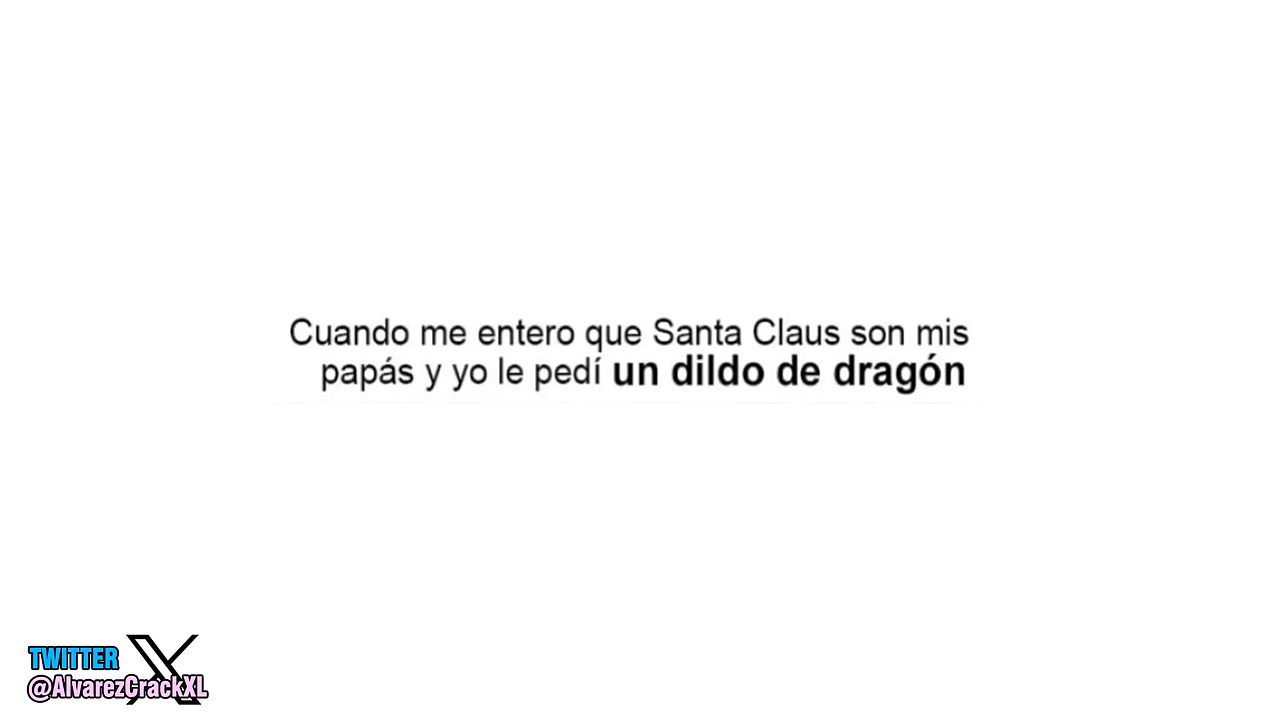 Cuando me entero que Santa Claus son mis
papás y yo le pedí un dildo de dragón
TWITTER X
@AlvarezCrackXL